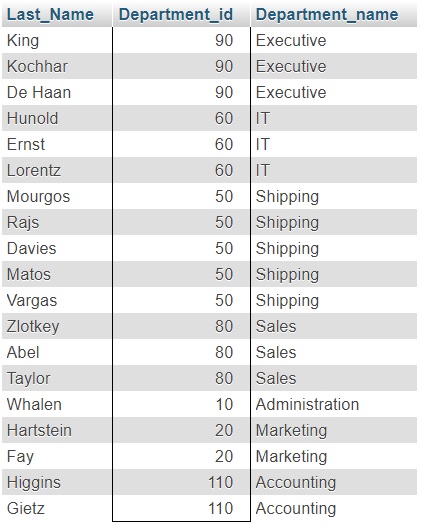 Last_Name Department_id Department_name
King 90 Executive
Kochhar 90 Executive
De Haan 90 Executive
Hunold 60 IT
Ernst 60 IT
Lorentz 60 IT
Mourgos 50 Shipping
Rajs 50 Shipping
Davies 50 Shipping
Matos 50 Shipping
Vargas 50 Shipping
Zlotkey 80 Sales
Abel 80 Sales
Taylor 80 Sales
Whalen 10 Administration
Hartstein 20 Marketing
Fay 20 Marketing
Higgins 110 Accounting
Gietz 110 Accounting